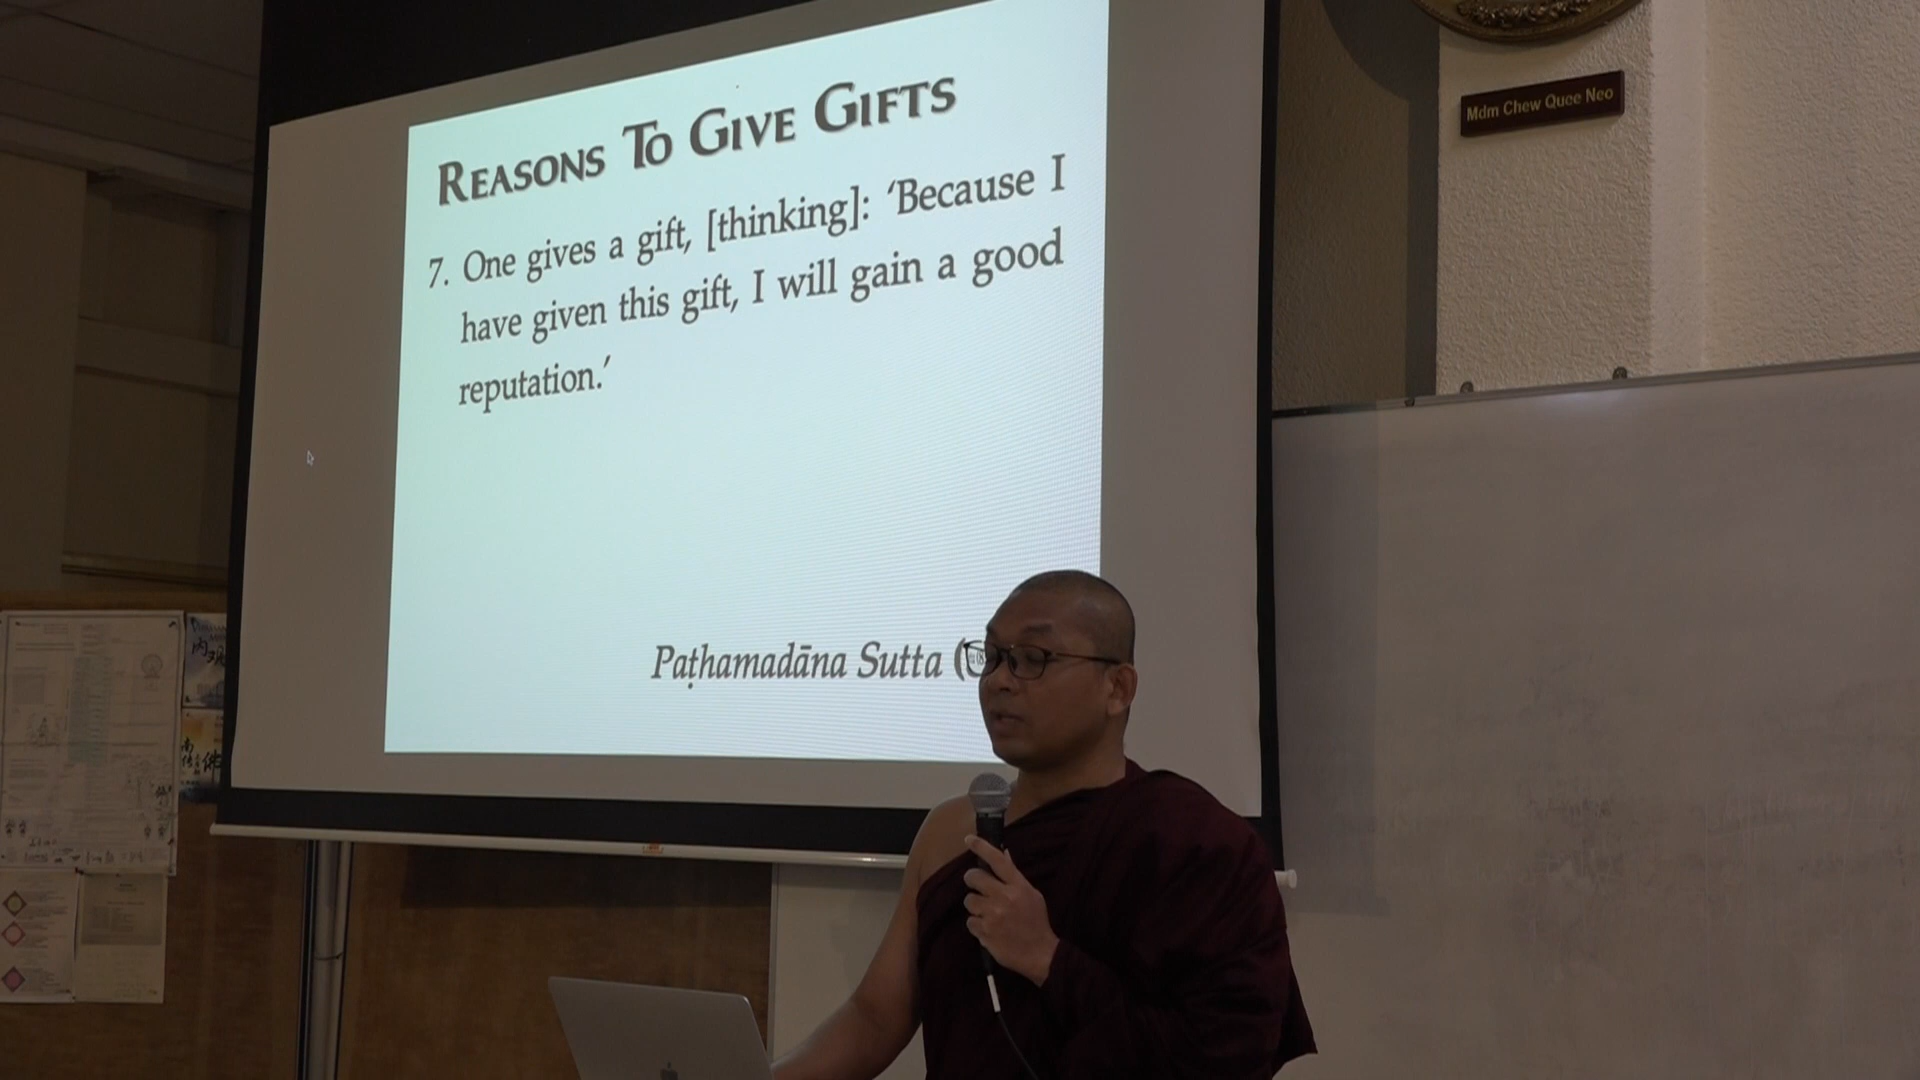 REASONS TO GIVE GIFTS
7. One gives a gift, [thinking]: ‘Because I
have given this gift, I will gain a good
reputation.’
Paṭhamadāna Sutta (
Mdm Chew Quee Neo